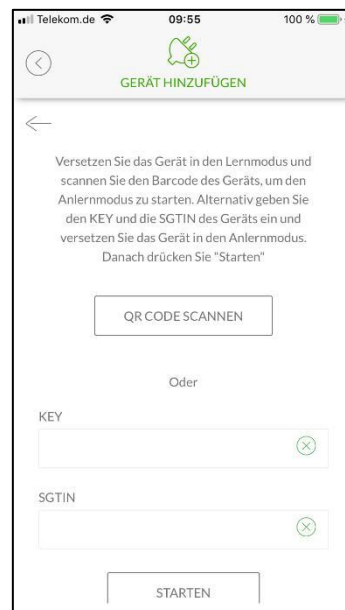 Telekom.de 09:55 100 %
GERÄT HINZUFÜGEN
Versetzen Sie das Gerät in den Lernmodus und
scannen Sie den Barcode des Geräts, um den
Anlernmodus zu starten. Alternativ geben Sie
den KEY und die SGTIN des Geräts ein und
versetzen Sie das Gerät in den Anlernmodus.
Danach drücken Sie "Starten"
QR CODE SCANNEN
Oder
KEY
SGTIN
STARTEN